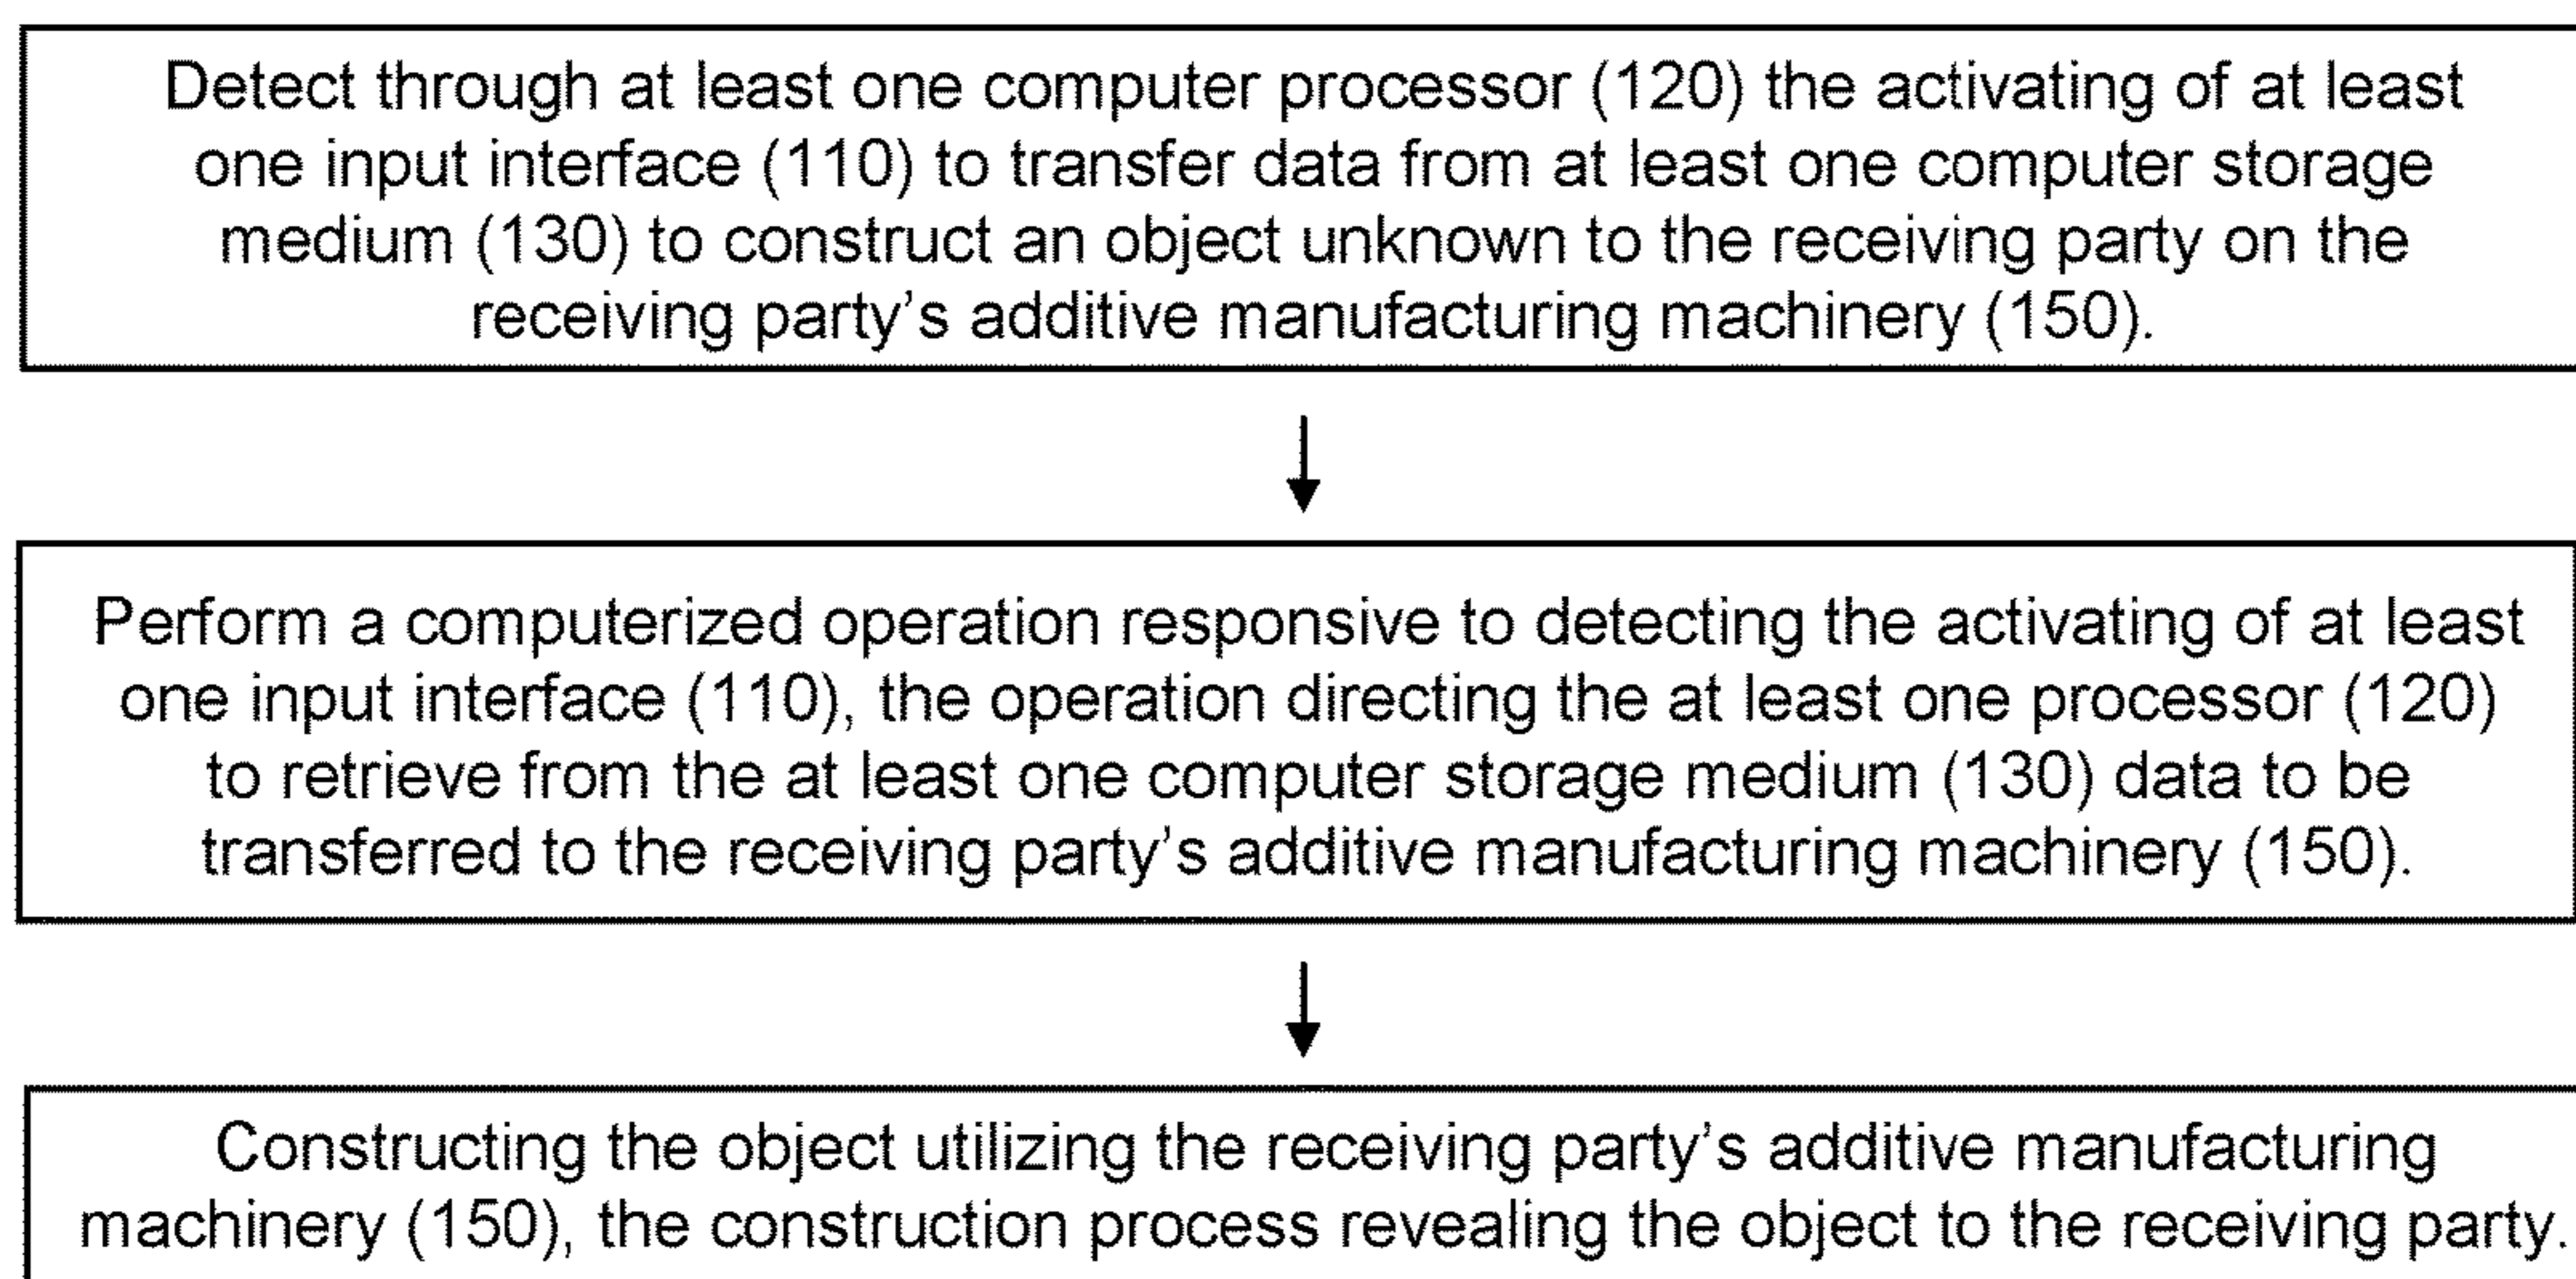 Detect through at least one computer processor (120) the activating of at least
one input interface (110) to transfer data from at least one computer storage
medium (130) to construct an object unknown to the receiving party on the
receiving party's additive manufacturing machinery (150).
Perform a computerized operation responsive to detecting the activating of at least
one input interface (110), the operation directing the at least one processor (120)
to retrieve from the at least one computer storage medium (130) data to be
transferred to the receiving party's additive manufacturing machinery (150).
Constructing the object utilizing the receiving party's additive manufacturing
machinery (150), the construction process revealing the object to the receiving party.